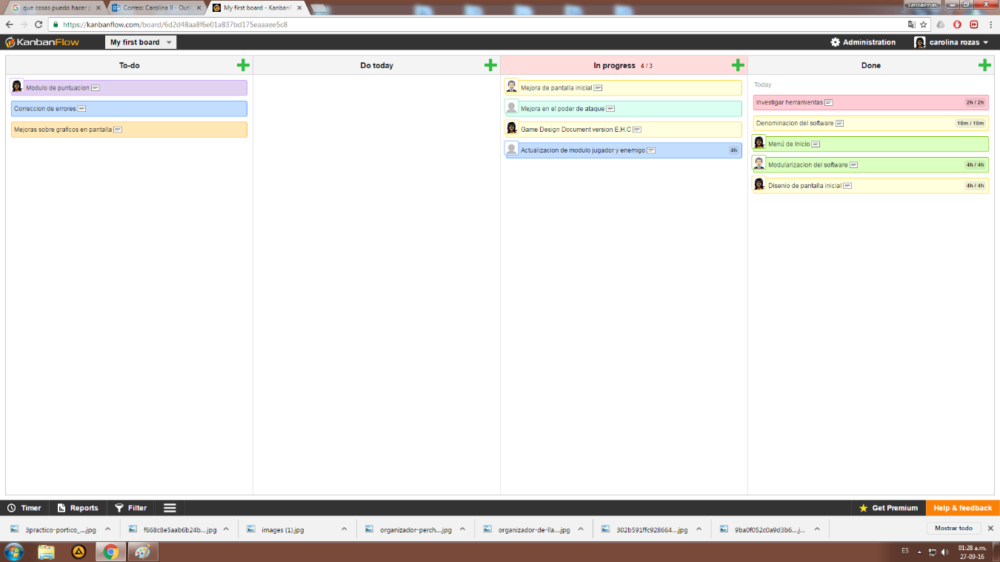 que cosas puedo hacer
Correo: Carolina II - Outl
My first board - Kanban
carolainnas
https://kanbanflow.com/board/6d2d48aa8f6e01a837bd175eaaaee5c8
KanbanFlow
My first board
Administration
carolina rozas
To-do
Do today
In progress 4 / 3
Done
Modulo de puntuacion
Correccion de errores
Mejoras sobre graficos en pantalla
Mejora de pantalla inicial
Mejora en el poder de ataque
Game Design Document version E.H.C
Actualizacion de modulo jugador y enemigo 4h
Today
Investigar herramientas 2h / 2h
Denominacion del software 10m / 10m
Menú de Inicio
Modularizacion del software 4h / 4h
Disenio de pantalla inicial 4h / 4h
Timer
Reports
Filter
Get Premium
Help & feedback
3practico-portico_....jpg
f668c8e5aab6b24b....jpg
images (1).jpg
organizador-perch....jpg
organizador-de-lla....jpg
302b591ffc928664....jpg
9ba0f052c0a9d3b6....j...
Mostrar todo
ES
01:28 a.m.
27-09-16